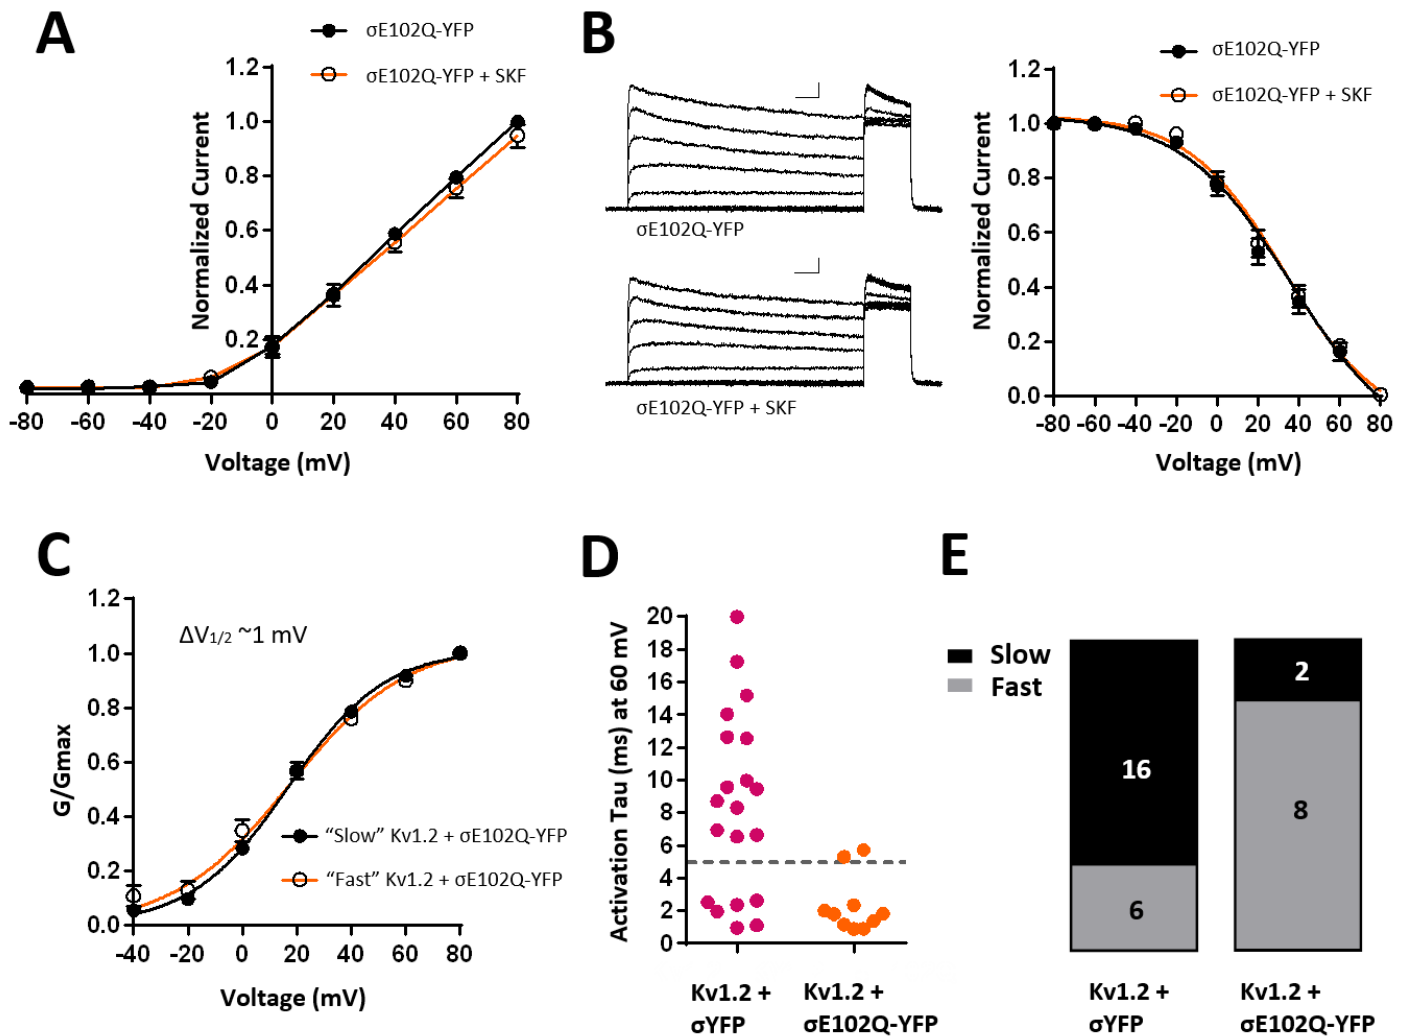 A
σE102Q-YFP
σE102Q-YFP + SKF
Normalized Current
1.2
1.0
0.8
0.6
0.4
0.2
-80 -60 -40 -20 0 20 40 60 80
Voltage (mV)
B
σE102Q-YFP
σE102Q-YFP + SKF
σE102Q-YFP
σE102Q-YFP + SKF
Normalized Current
1.2
1.0
0.8
0.6
0.4
0.2
0.0
-80 -60 -40 -20 0 20 40 60 80
Voltage (mV)
C
ΔV1/2 ~1 mV
G/Gmax
1.2
1.0
0.8
0.6
0.4
0.2
0.0
"Slow" Kv1.2 + σE102Q-YFP
"Fast" Kv1.2 + σE102Q-YFP
-40 -20 0 20 40 60 80
Voltage (mV)
D
Activation Tau (ms) at 60 mV
20
18
16
14
12
10
8
6
4
2
0
Kv1.2 +
σYFP
Kv1.2 +
σE102Q-YFP
E
Slow
Fast
16
6
2
8
Kv1.2 +
σYFP
Kv1.2 +
σE102Q-YFP